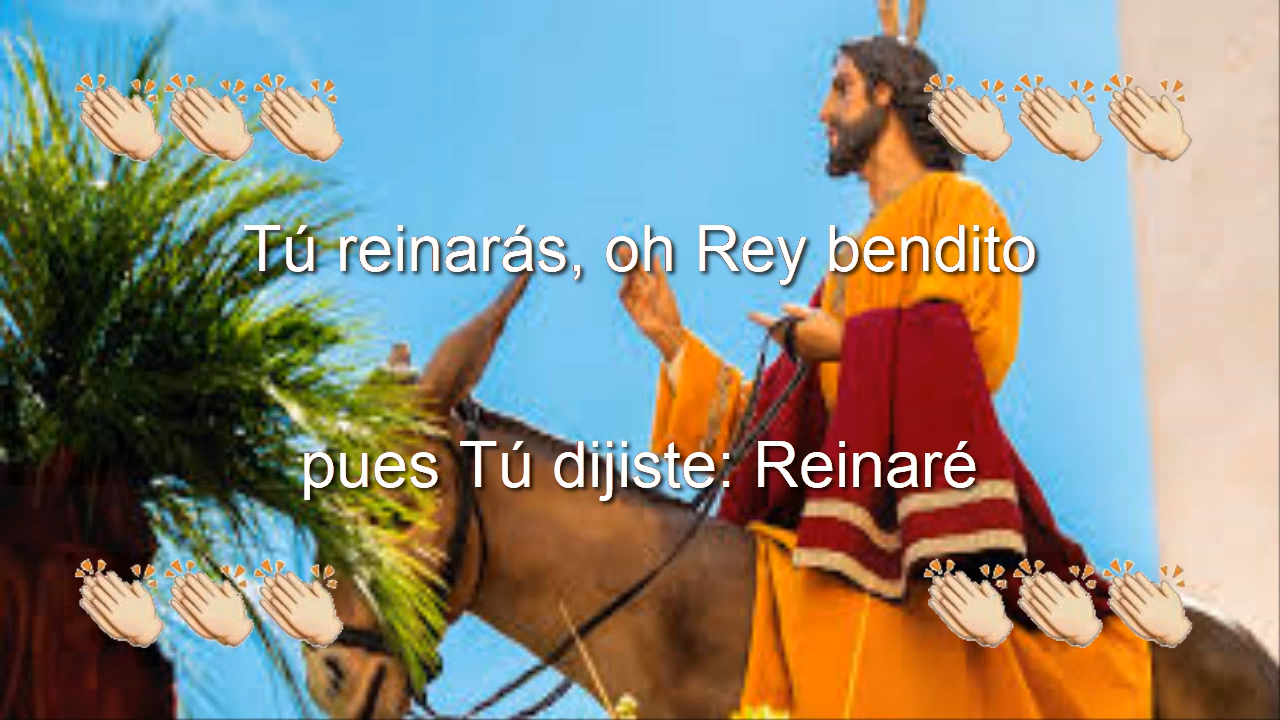 Tú reinarás, oh Rey bendito
pues Tú dijiste: Reinaré